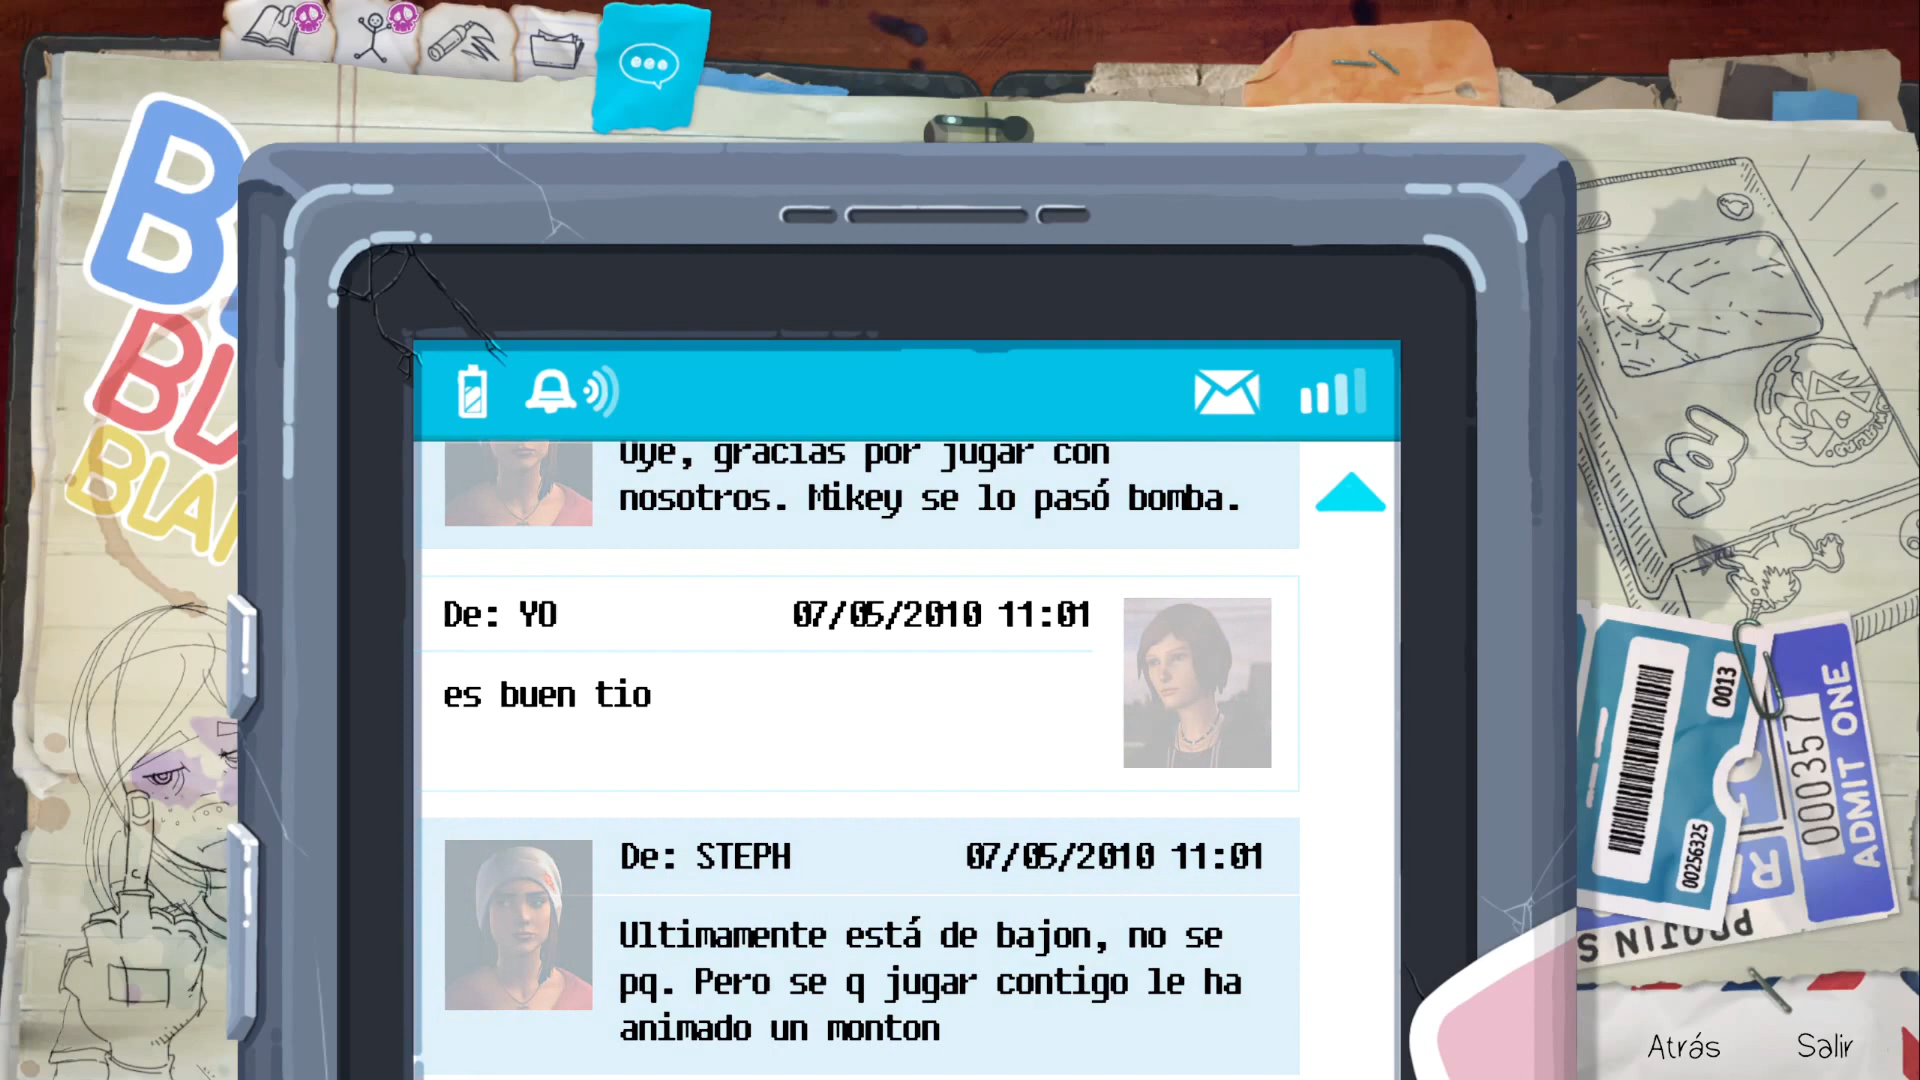 Oye, gracias por jugar con
nosotros. Mikey se lo pasó bomba.
De: YO
07/05/2010 11:01
es buen tio
De: STEPH
07/05/2010 11:01
Ultimamente está de bajon, no se
pq. Pero se q jugar contigo le ha
animado un monton
0013
00256325
000357
ADMIT ONE
Atrás
Salir